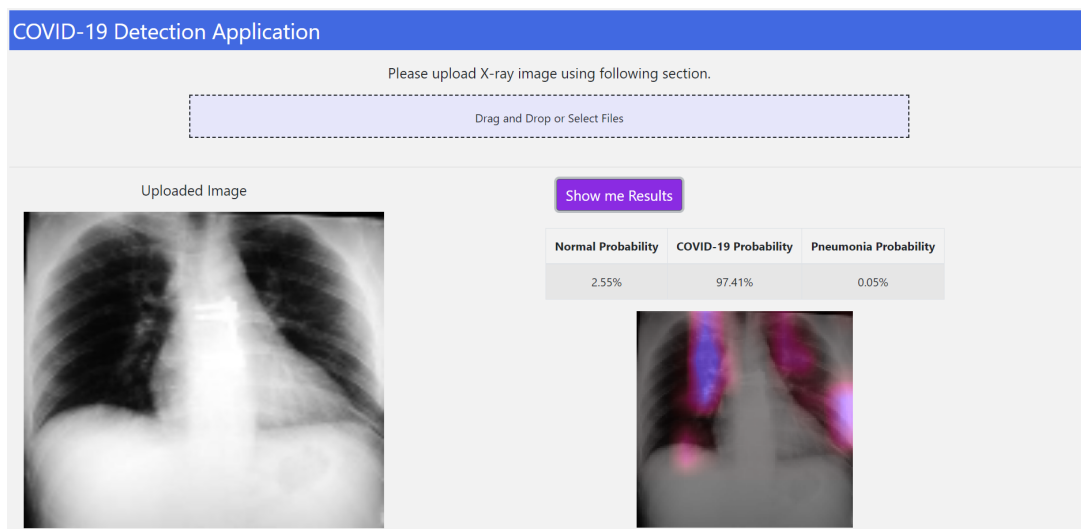 COVID-19 Detection Application
Please upload X-ray image using following section.
Drag and Drop or Select Files
Uploaded Image
Show me Results
Normal Probability COVID-19 Probability Pneumonia Probability
2.55% 97.41% 0.05%